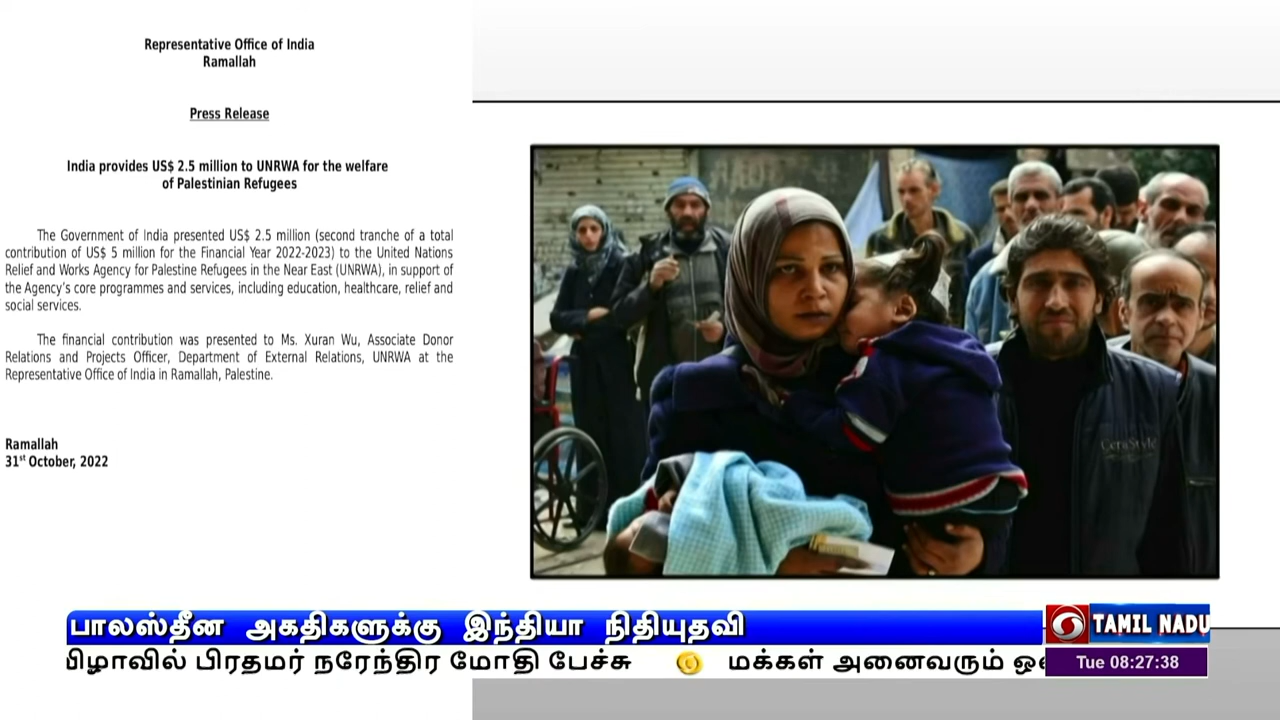 Representative Office of India
Ramallah
Press Release
India provides US$ 2.5 million to UNRWA for the welfare
of Palestinian Refugees
The Government of India presented US$ 2.5 million (second tranche of a total
contribution of US$ 5 million for the Financial Year 2022-2023) to the United Nations
Relief and Works Agency for Palestine Refugees in the Near East (UNRWA), in support of
the Agency's core programmes and services, including education, healthcare, relief and
social services.
The financial contribution was presented to Ms. Xuran Wu, Associate Donor
Relations and Projects Officer, Department of External Relations, UNRWA at the
Representative Office of India in Ramallah, Palestine.
Ramallah
31st October, 2022
CeraStyle
பாலஸ்தீன அகதிகளுக்கு இந்தியா நிதியுதவி
TAMIL NADU
பிரதமர் நரேந்திர மோதி பேச்சு மக்கள் அனைவரும்
Tue 08:27:38